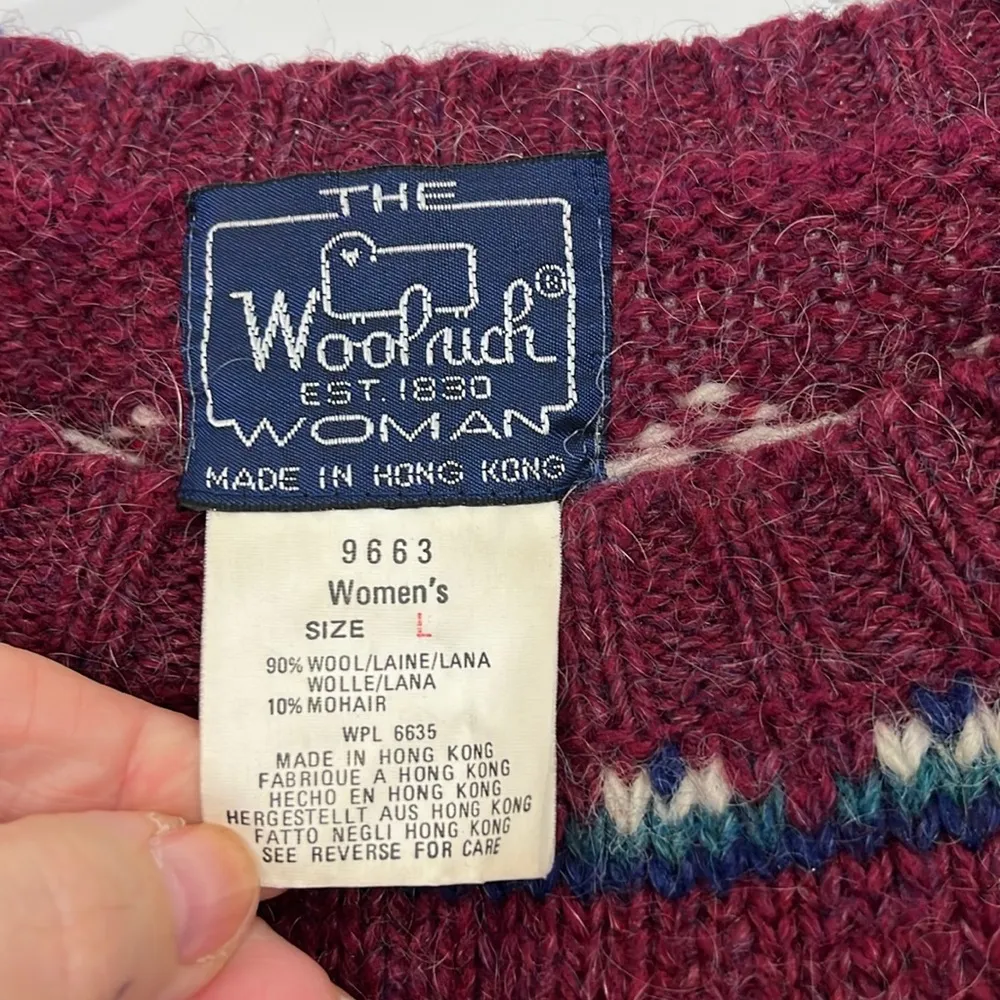 THE
Woolrich®
EST. 1830
WOMAN
MADE IN HONG KONG
9663
Women's
SIZE L
90% WOOL/LAINE/LANA
WOLLE/LANA
10% MOHAIR
WPL 6635
MADE IN HONG KONG
FABRIQUE A HONG KONG
HECHO EN HONG KONG
HERGESTELLT AUS HONG KONG
FATTO NEGLI HONG KONG
SEE REVERSE FOR CARE